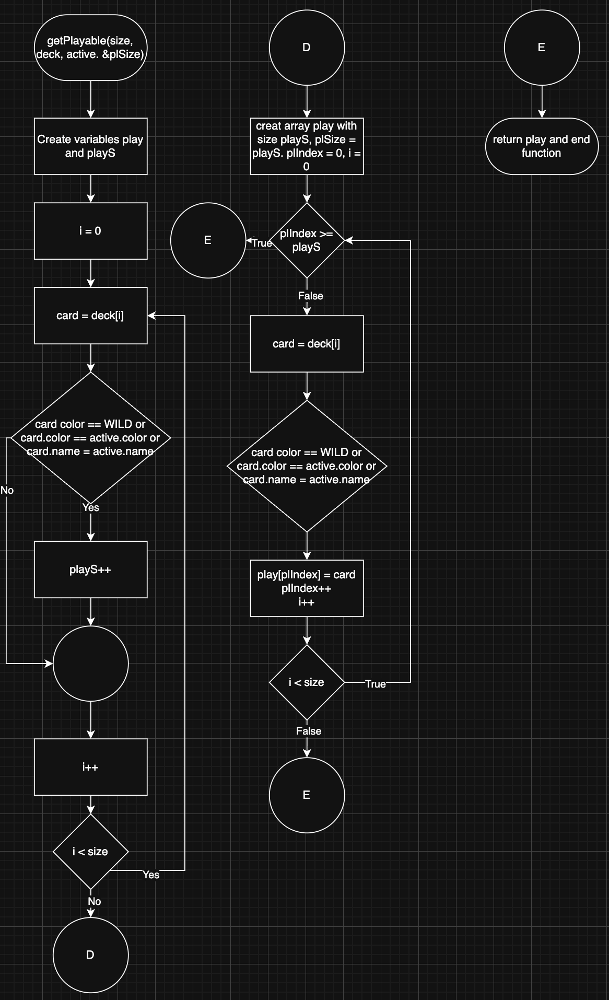 getPlayable(size,
deck, active. &plSize)
Create variables play
and playS
i = 0
card = deck[i]
card color == WILD or
card.color == active.color or
card.name = active.name
No
Yes
playS++
i++
i < size
Yes
No
D
D
creat array play with
size playS, plSize =
playS. plIndex = 0, i =
0
plIndex >=
playS
True
E
False
card = deck[i]
card color == WILD or
card.color == active.color or
card.name = active.name
play[plIndex] = card
plIndex++
i++
i < size
True
False
E
E
return play and end
function